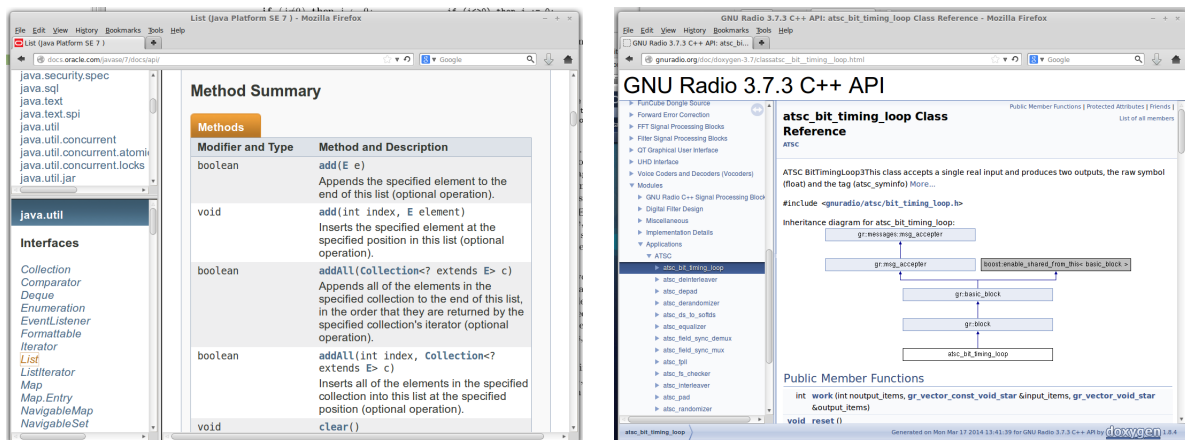 List (Java Platform SE 7 ) - Mozilla Firefox
File Edit View History Bookmarks Tools Help
List (Java Platform SE 7 )
docs.oracle.com/javase/7/docs/api/
Google
java.security.spec
java.sql
java.text
java.text.spi
java.util
java.util.concurrent
java.util.concurrent.atomic
java.util.concurrent.locks
java.util.jar
java.util
Interfaces
Collection
Comparator
Deque
Enumeration
EventListener
Formattable
Iterator
List
ListIterator
Map
Map.Entry
NavigableMap
NavigableSet
Method Summary
Methods
Modifier and Type Method and Description
boolean add(E e)
Appends the specified element to the
end of this list (optional operation).
void add(int index, E element)
Inserts the specified element at the
specified position in this list (optional
operation).
boolean addAll(Collection<? extends E> c)
Appends all of the elements in the
specified collection to the end of this list,
in the order that they are returned by the
specified collection's iterator (optional
operation).
boolean addAll(int index, Collection<?
extends E> c)
Inserts all of the elements in the specified
collection into this list at the specified
position (optional operation).
void clear()
GNU Radio 3.7.3 C++ API: atsc_bit_timing_loop Class Reference - Mozilla Firefox
File Edit View History Bookmarks Tools Help
GNU Radio 3.7.3 C++ API: atsc_bi...
gnuradio.org/doc/doxygen-3.7/classatsc__bit__timing__loop.html
Google
GNU Radio 3.7.3 C++ API
FunCube Dongle Source
Forward Error Correction
FFT Signal Processing Blocks
Filter Signal Processing Blocks
QT Graphical User Interface
UHD Interface
Voice Coders and Decoders (Vocoders)
Modules
GNU Radio C++ Signal Processing Block
Digital Filter Design
Miscellaneous
Implementation Details
Applications
ATSC
atsc_bit_timing_loop
atsc_deinterleaver
atsc_depad
atsc_derandomizer
atsc_ds_to_softds
atsc_equalizer
atsc_field_sync_demux
atsc_field_sync_mux
atsc_fpll
atsc_fs_checker
atsc_interleaver
atsc_pad
atsc_randomizer
Public Member Functions | Protected Attributes | Friends |
List of all members
atsc_bit_timing_loop Class
Reference
ATSC
ATSC BitTimingLoop3This class accepts a single real input and produces two outputs, the raw symbol
(float) and the tag (atsc_syminfo) More...
#include <gnuradio/atsc/bit_timing_loop.h>
Inheritance diagram for atsc_bit_timing_loop:
gr::messages::msg_accepter
gr::msg_accepter
boost::enable_shared_from_this< basic_block >
gr::basic_block
gr::block
atsc_bit_timing_loop
Public Member Functions
int work (int noutput_items, gr_vector_const_void_star &input_items, gr_vector_void_star
&output_items)
void reset ()
atsc_bit_timing_loop
Generated on Mon Mar 17 2014 13:41:39 for GNU Radio 3.7.3 C++ API by doxygen 1.8.4